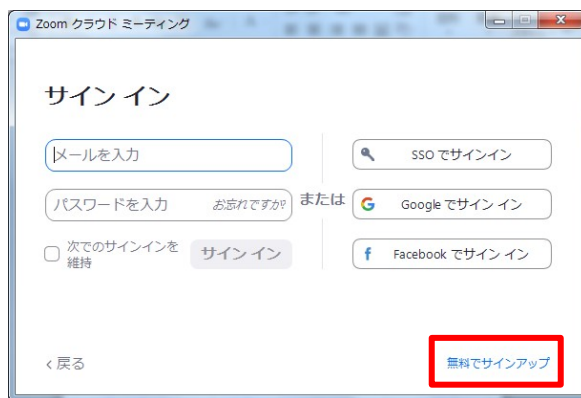 Zoom クラウド ミーティング
サイン イン
メールを入力
パスワードを入力 お忘れですか?
次でのサインインを
維持
サイン イン
または
SSO でサインイン
Google でサイン イン
Facebook でサイン イン
< 戻る
無料でサインアップ